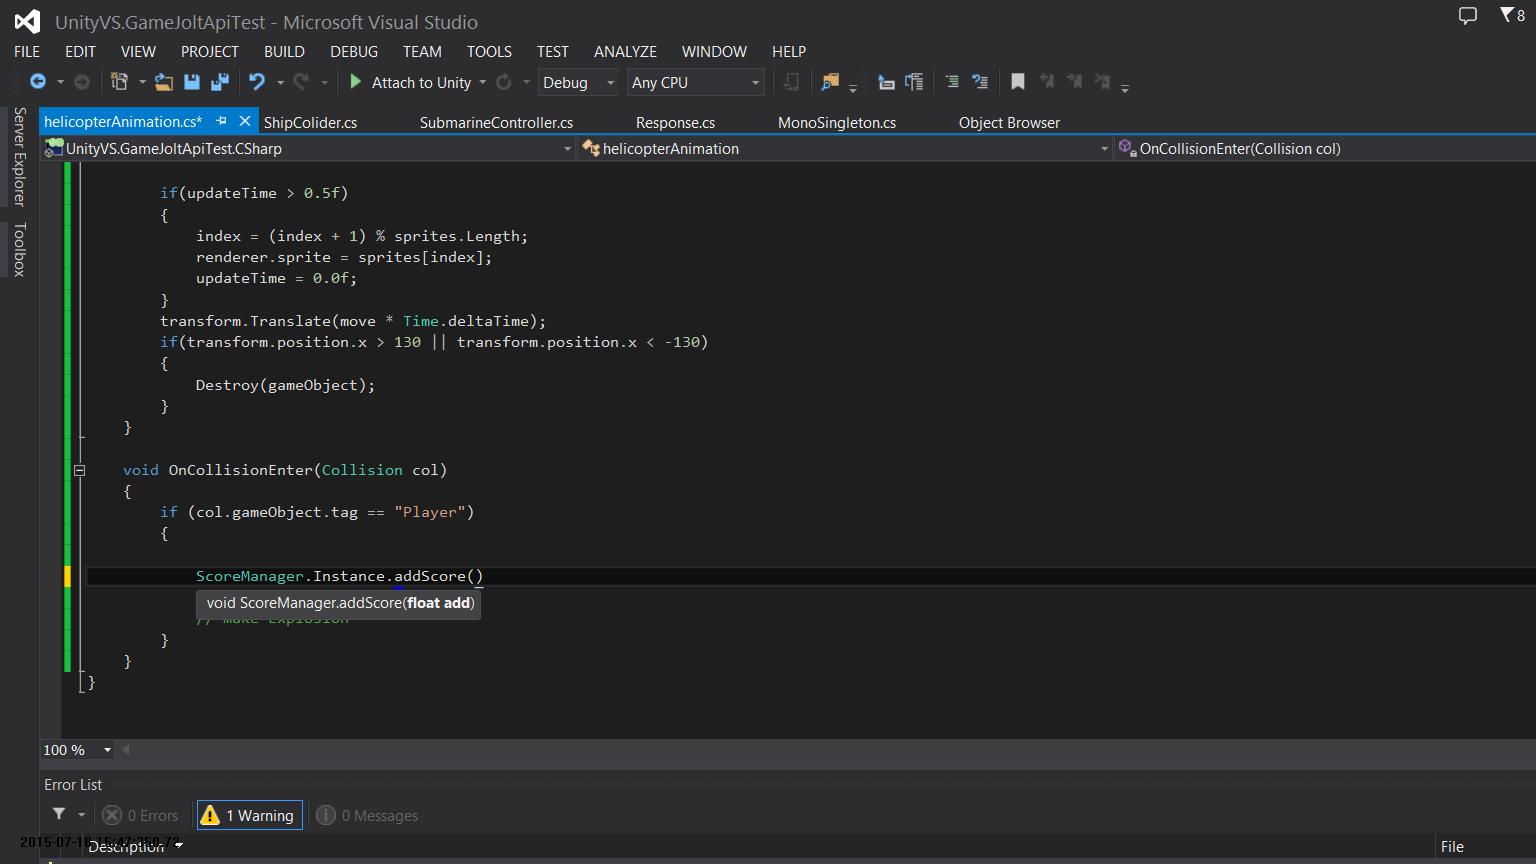 UnityVS.GameJoltApiTest - Microsoft Visual Studio
8
FILE EDIT VIEW PROJECT BUILD DEBUG TEAM TOOLS TEST ANALYZE WINDOW HELP
Attach to Unity Debug Any CPU
Server Explorer
Toolbox
helicopterAnimation.cs* ShipColider.cs SubmarineController.cs Response.cs MonoSingleton.cs Object Browser
UnityVS.GameJoltApiTest.CSharp helicopterAnimation OnCollisionEnter(Collision col)
if(updateTime > 0.5f)
{
index = (index + 1) % sprites.Length;
renderer.sprite = sprites[index];
updateTime = 0.0f;
}
transform.Translate(move * Time.deltaTime);
if(transform.position.x > 130 || transform.position.x < -130)
{
Destroy(gameObject);
}
}
void OnCollisionEnter(Collision col)
{
if (col.gameObject.tag == "Player")
{
ScoreManager.Instance.addScore()
void ScoreManager.addScore(float add)
// make Explosion
}
}
}
100 %
Error List
0 Errors 1 Warning 0 Messages
Description File